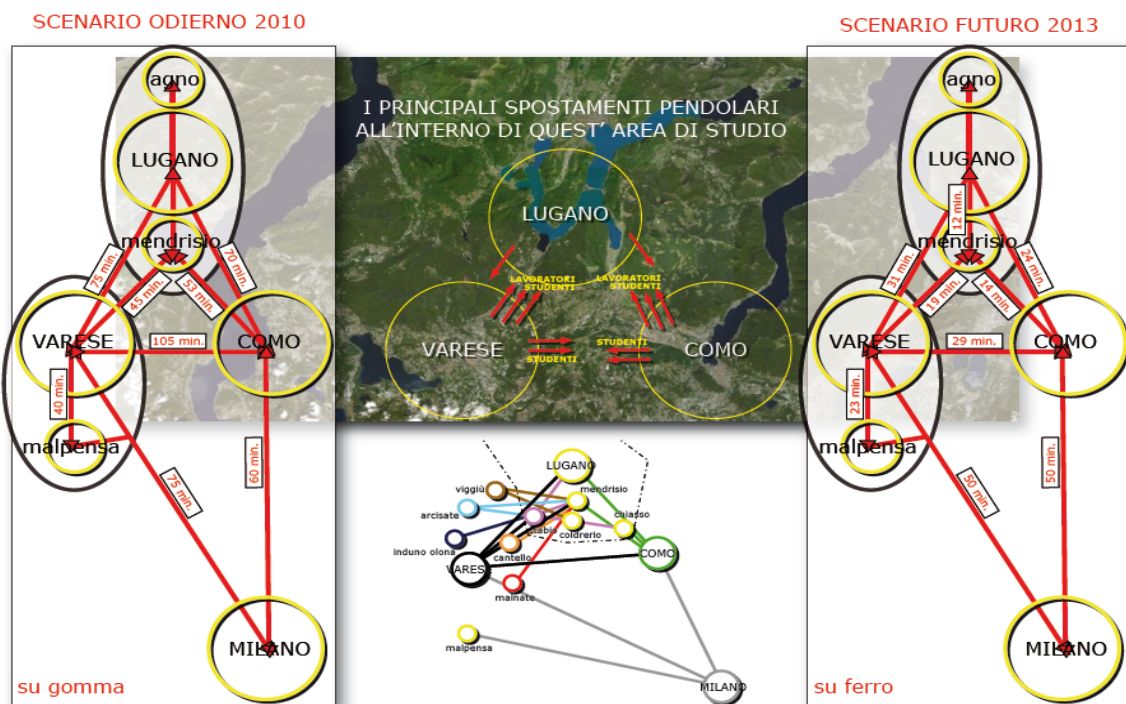 SCENARIO ODIERNO 2010
agno
LUGANO
mendrisio
75 min.
70 min.
45 min.
53 min.
VARESE
105 min.
COMO
40 min.
malpensa
75 min.
60 min.
MILANO
su gomma
I PRINCIPALI SPOSTAMENTI PENDOLARI
ALL'INTERNO DI QUEST' AREA DI STUDIO
LUGANO
LAVORATORI
STUDENTI
LAVORATORI
STUDENTI
VARESE
STUDENTI
STUDENTI
COMO
LUGANO
viggiù
mendrisio
arcisate
chiasso
stabio
coldrerio
induno olona
cantello
COMO
VARESE
malnate
malpensa
MILANO
SCENARIO FUTURO 2013
agno
LUGANO
12 min.
mendrisio
31 min.
24 min.
19 min.
14 min.
VARESE
29 min.
COMO
23 min.
malpensa
50 min.
50 min.
MILANO
su ferro